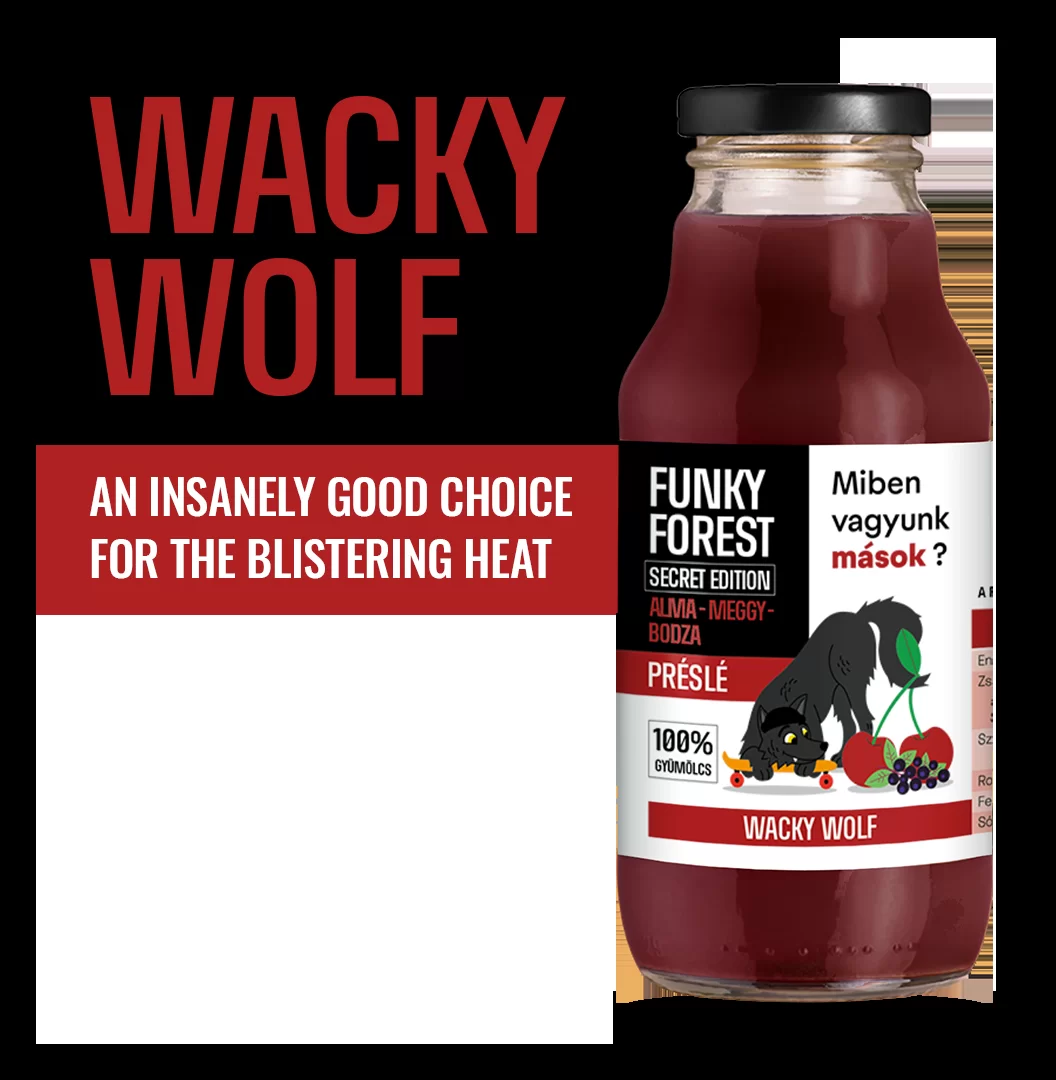 WACKY
WOLF
AN INSANELY GOOD CHOICE
FOR THE BLISTERING HEAT
FUNKY
FOREST
SECRET EDITION
ALMA-MEGGY-
BODZA
PRÉSLÉ
100%
GYÜMÖLCS
WACKY WOLF
Miben
vagyunk
mások?